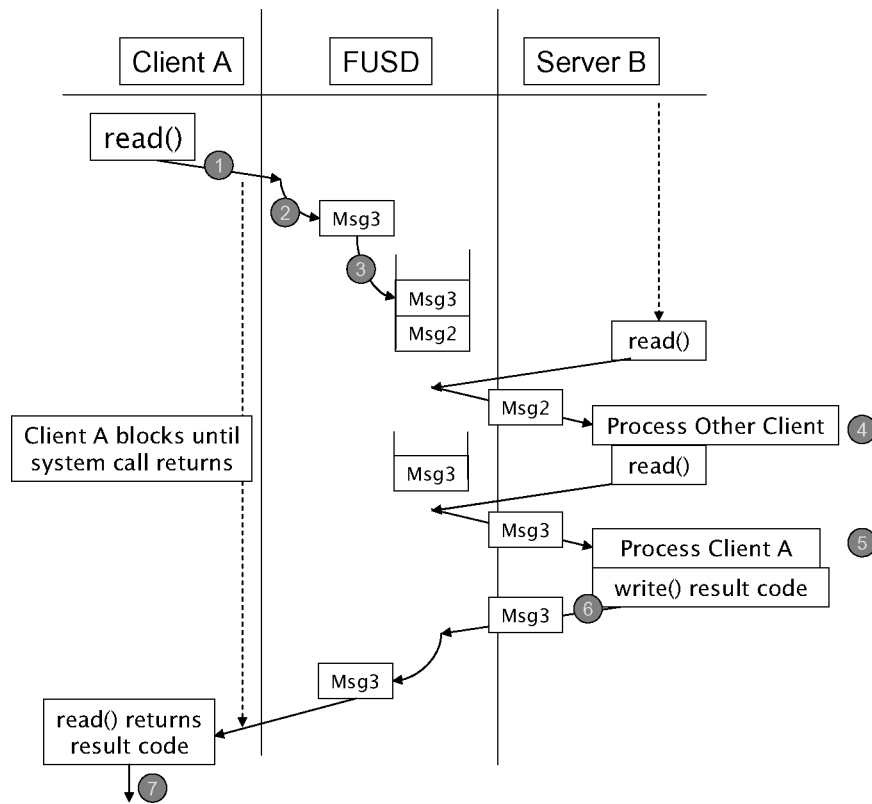 Client A
FUSD
Server B
read()
1
2
Msg3
3
Msg3
Msg2
read()
Msg2
Process Other Client
4
Client A blocks until
system call returns
Msg3
read()
Msg3
Process Client A
5
write() result code
6
Msg3
Msg3
read() returns
result code
7